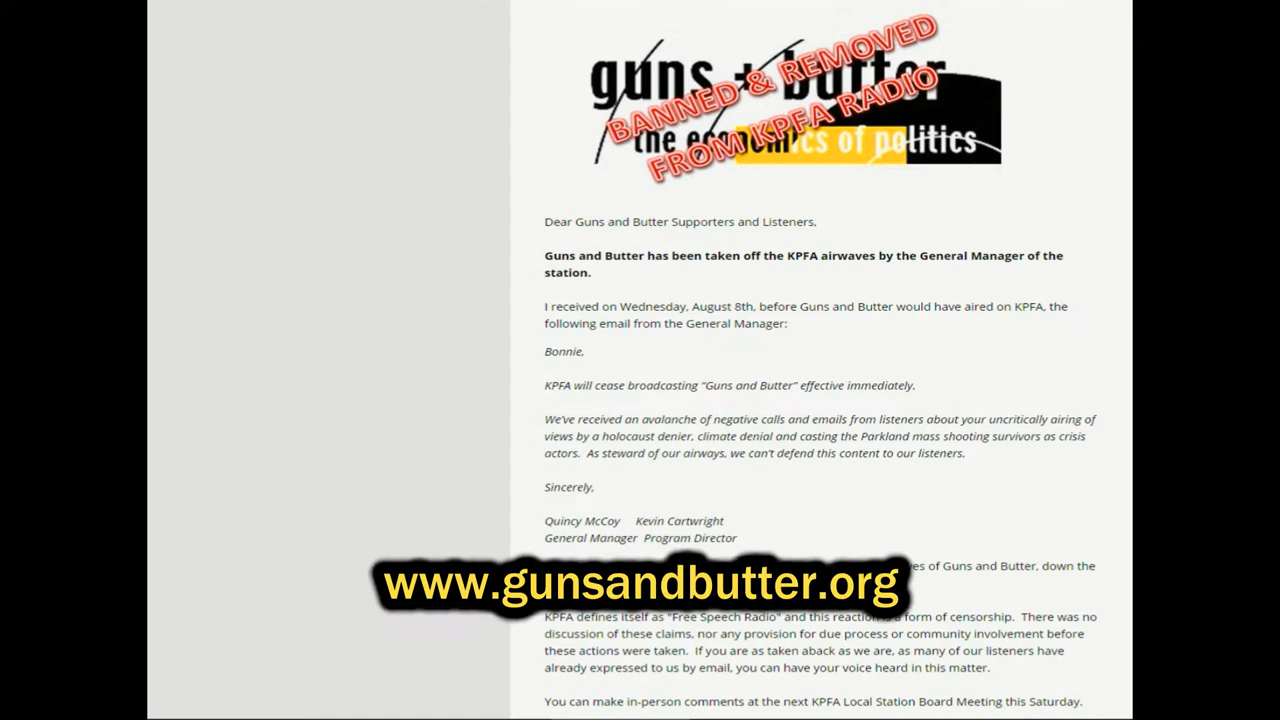 guns + butter
BANNED & REMOVED
FROM KPFA RADIO
the economics of politics
Dear Guns and Butter Supporters and Listeners,
Guns and Butter has been taken off the KPFA airwaves by the General Manager of the
station.
I received on Wednesday, August 8th, before Guns and Butter would have aired on KPFA, the
following email from the General Manager:
Bonnie,
KPFA will cease broadcasting “Guns and Butter” effective immediately.
We’ve received an avalanche of negative calls and emails from listeners about your uncritically airing of
views by a holocaust denier, climate denial and casting the Parkland mass shooting survivors as crisis
actors. As steward of our airways, we can’t defend this content to our listeners.
Sincerely,
Quincy McCoy Kevin Cartwright
General Manager Program Director
of Guns and Butter, down the
www.gunsandbutter.org
KPFA defines itself as "Free Speech Radio" and this reaction is a form of censorship. There was no
discussion of these claims, nor any provision for due process or community involvement before
these actions were taken. If you are as taken aback as we are, as many of our listeners have
already expressed to us by email, you can have your voice heard in this matter.
You can make in-person comments at the next KPFA Local Station Board Meeting this Saturday.